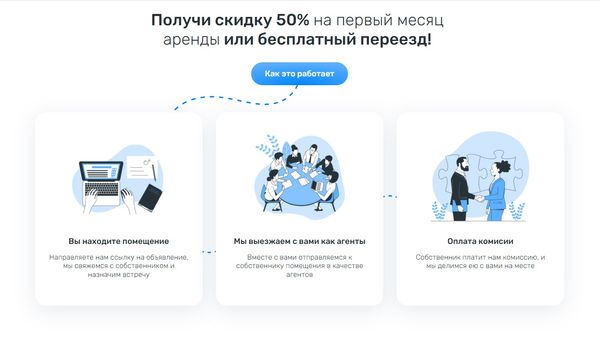 Получи скидку 50% на первый месяц
аренды или бесплатный переезд!
Как это работает
Вы находите помещение
Направляете нам ссылку на объявление,
мы свяжемся с собственником и
назначим встречу
Мы выезжаем с вами как агенты
Вместе с вами отправляемся к
собственнику помещения в качестве
агентов
Оплата комисии
Собственник платит нам комиссию, и
мы делимся ею с вами на месте